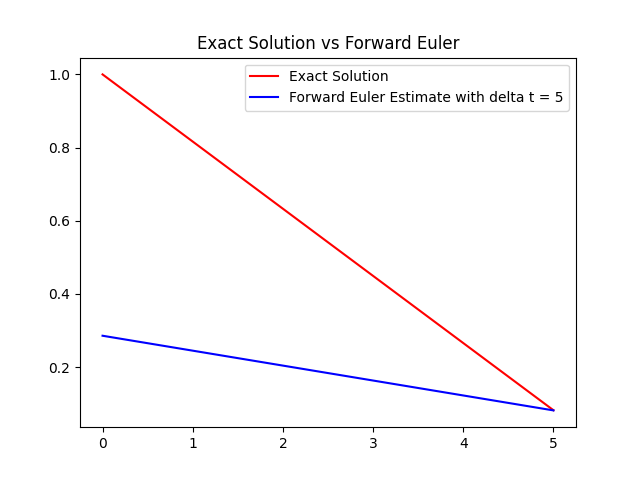 Exact Solution vs Forward Euler
Exact Solution
Forward Euler Estimate with delta t = 5
1.0
0.8
0.6
0.4
0.2
0 1 2 3 4 5